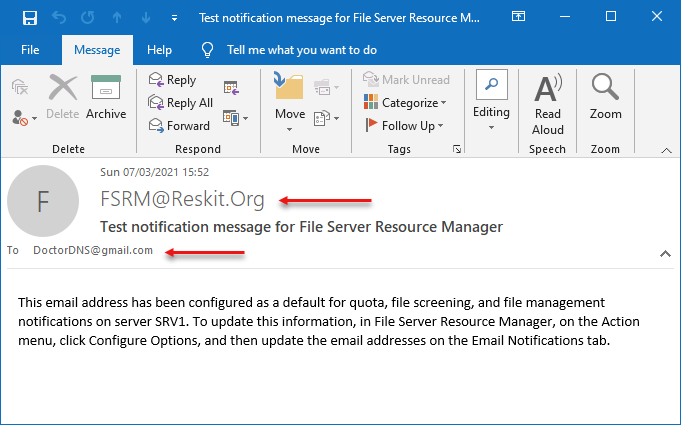 Test notification message for File Server Resource M...
File Message Help Tell me what you want to do
Delete Archive
Delete
Reply
Reply All
Forward
Respond
Move
Move
Mark Unread
Categorize
Follow Up
Tags
Editing
Read
Aloud
Speech
Zoom
Zoom
F
Sun 07/03/2021 15:52
FSRM@Reskit.Org
Test notification message for File Server Resource Manager
To DoctorDNS@gmail.com
This email address has been configured as a default for quota, file screening, and file management
notifications on server SRV1. To update this information, in File Server Resource Manager, on the Action
menu, click Configure Options, and then update the email addresses on the Email Notifications tab.